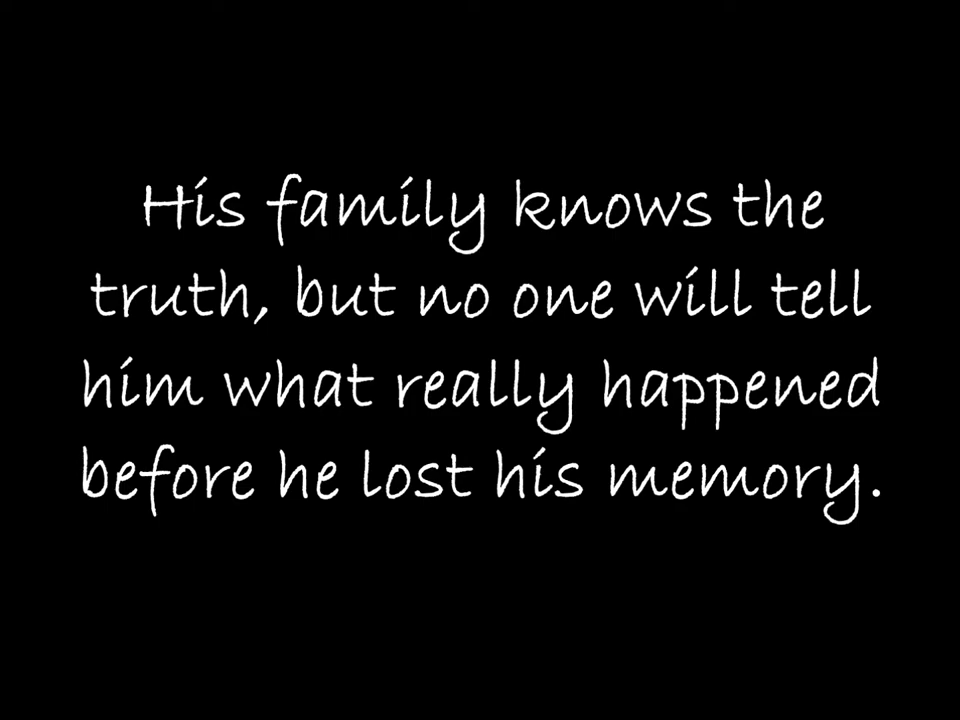 His family knows the
truth, but no one will tell
him what really happened
before he lost his memory.